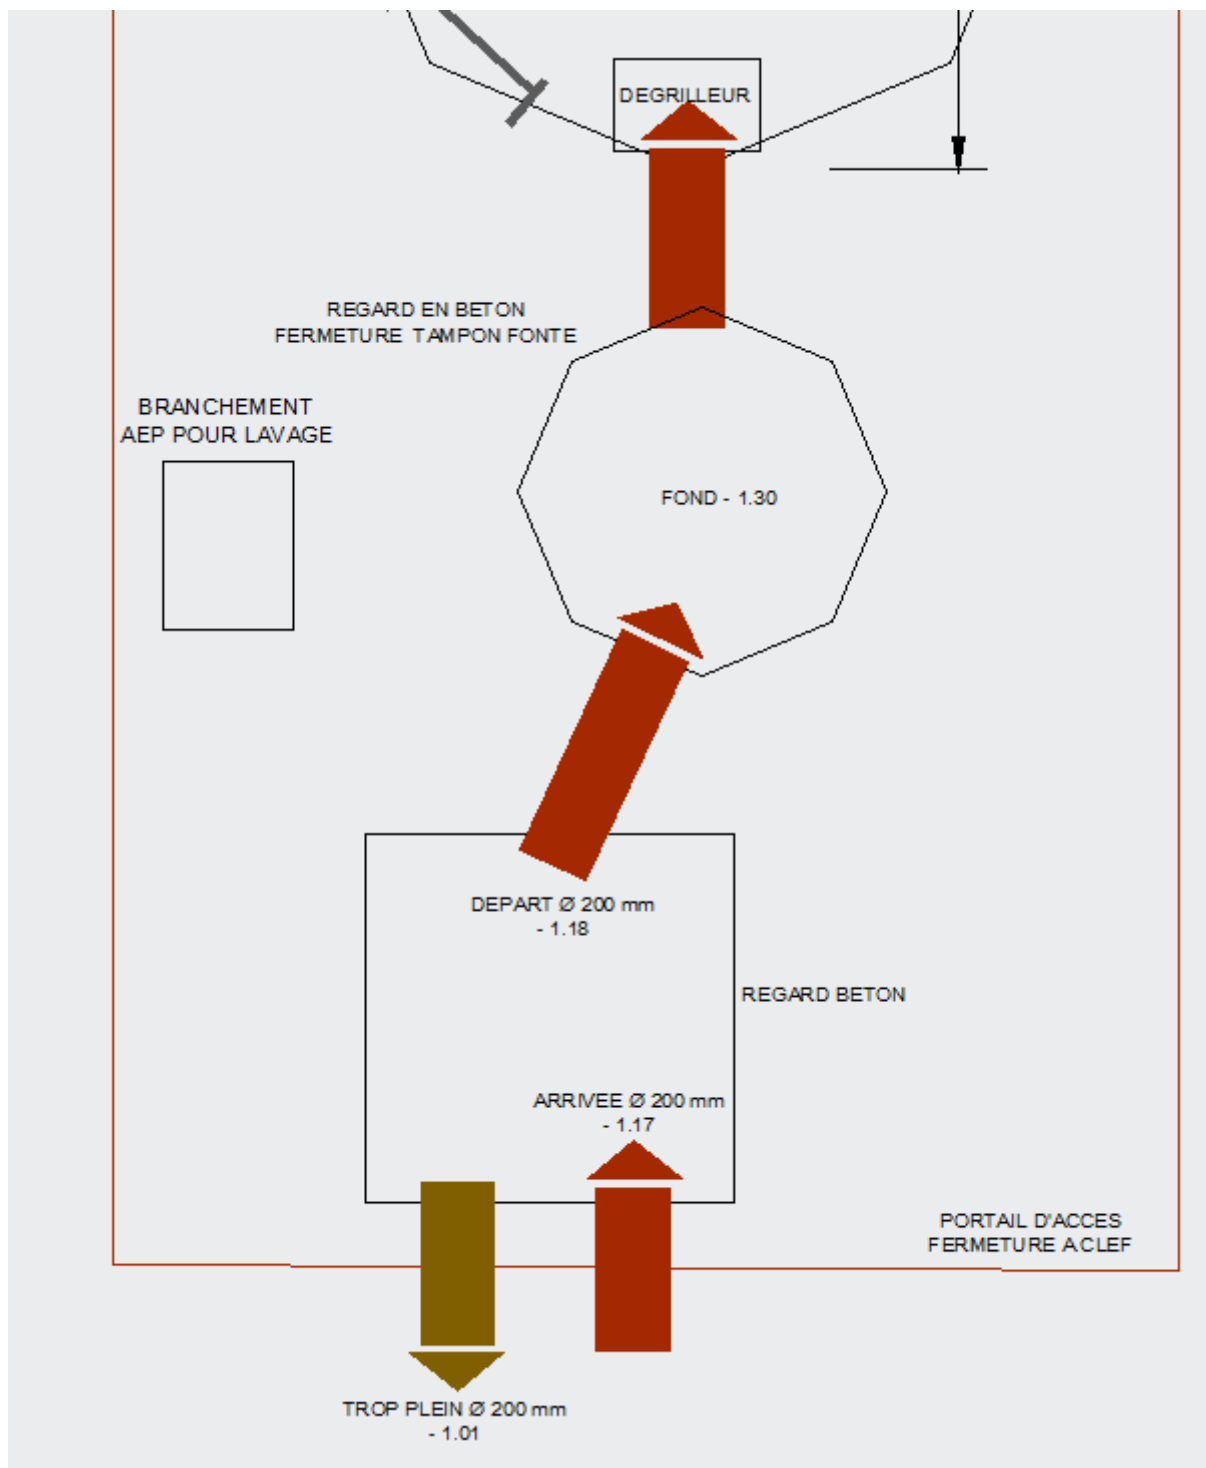 DEGRILLEUR
REGARD EN BETON
FERMETURE TAMPON FONTE
BRANCHEMENT
AEP POUR LAVAGE
FOND - 1.30
DEPART Ø 200 mm
- 1.18
REGARD BETON
ARRIVEE Ø 200 mm
- 1.17
PORTAIL D'ACCES
FERMETURE A CLEF
TROP PLEIN Ø 200 mm
- 1.01